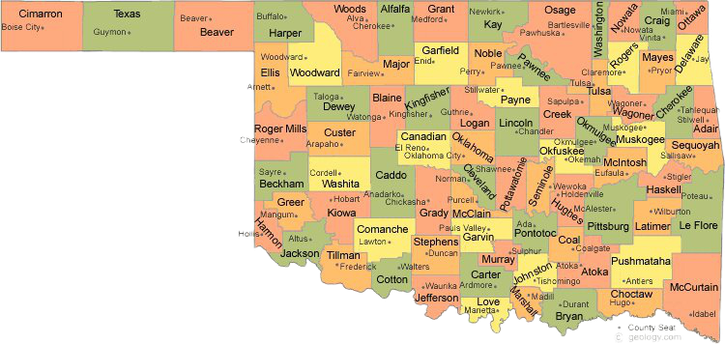 Cimarron
Boise City
Texas
Guymon
Beaver
Beaver
Buffalo
Harper
Woods
Alva
Alfalfa
Cherokee
Grant
Medford
Newkirk
Kay
Osage
Pawhuska
Bartlesville
Washington
Nowata
Nowata
Craig
Vinita
Miami
Ottawa
Woodward
Woodward
Ellis
Arnett
Major
Fairview
Garfield
Enid
Noble
Perry
Pawnee
Pawnee
Rogers
Claremore
Mayes
Pryor
Delaware
Jay
Taloga
Dewey
Blaine
Watonga
Kingfisher
Kingfisher
Logan
Guthrie
Stillwater
Payne
Tulsa
Tulsa
Sapulpa
Creek
Wagoner
Wagoner
Cherokee
Tahlequah
Stilwell
Adair
Roger Mills
Cheyenne
Custer
Arapaho
Canadian
El Reno
Oklahoma
Oklahoma City
Lincoln
Chandler
Okmulgee
Okmulgee
Okfuskee
Okemah
Muskogee
Muskogee
Sequoyah
Sallisaw
McIntosh
Eufaula
Sayre
Beckham
Cordell
Washita
Caddo
Anadarko
Chickasha
Grady
Norman
Cleveland
Shawnee
Pottawatomie
Seminole
Wewoka
Holdenville
Hughes
Stigler
Haskell
Poteau
Le Flore
Greer
Mangum
Hobart
Kiowa
Purcell
McClain
McAlester
Pittsburg
Wilburton
Latimer
Hollis
Harmon
Altus
Jackson
Comanche
Lawton
Stephens
Duncan
Pauls Valley
Garvin
Ada
Pontotoc
Coal
Coalgate
Tillman
Frederick
Walters
Cotton
Murray
Sulphur
Atoka
Atoka
Pushmataha
Antlers
McCurtain
Idabel
Waurika
Jefferson
Carter
Ardmore
Johnston
Tishomingo
Love
Marietta
Marshall
Madill
Durant
Bryan
Choctaw
Hugo
County Seat
© geology.com